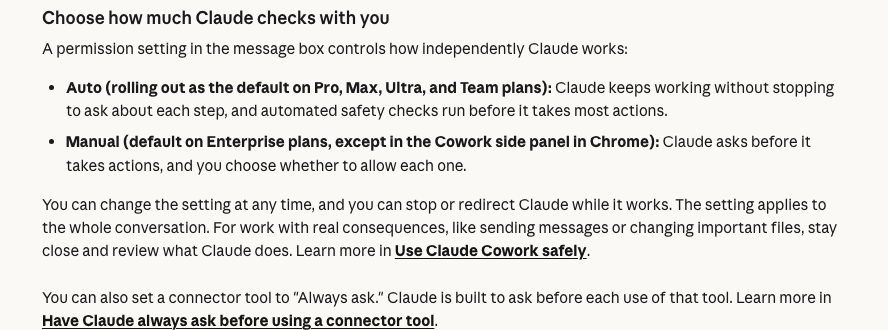 Choose how much Claude checks with you
A permission setting in the message box controls how independently Claude works:
• Auto (rolling out as the default on Pro, Max, Ultra, and Team plans): Claude keeps working without stopping
to ask about each step, and automated safety checks run before it takes most actions.
• Manual (default on Enterprise plans, except in the Cowork side panel in Chrome): Claude asks before it
takes actions, and you choose whether to allow each one.
You can change the setting at any time, and you can stop or redirect Claude while it works. The setting applies to
the whole conversation. For work with real consequences, like sending messages or changing important files, stay
close and review what Claude does. Learn more in Use Claude Cowork safely.
You can also set a connector tool to "Always ask." Claude is built to ask before each use of that tool. Learn more in
Have Claude always ask before using a connector tool.